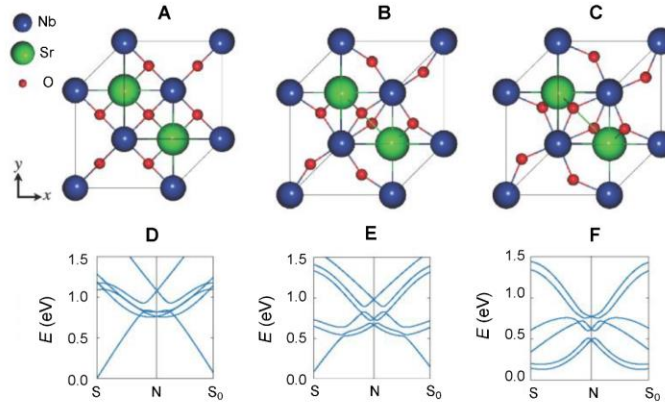 A B C
Nb
Sr
O
y
x
D E F
1.5 1.5 1.5
1.0 1.0 1.0
E (eV) E (eV) E (eV)
0.5 0.5 0.5
0.0 0.0 0.0
S N S₀ S N S₀ S N S₀